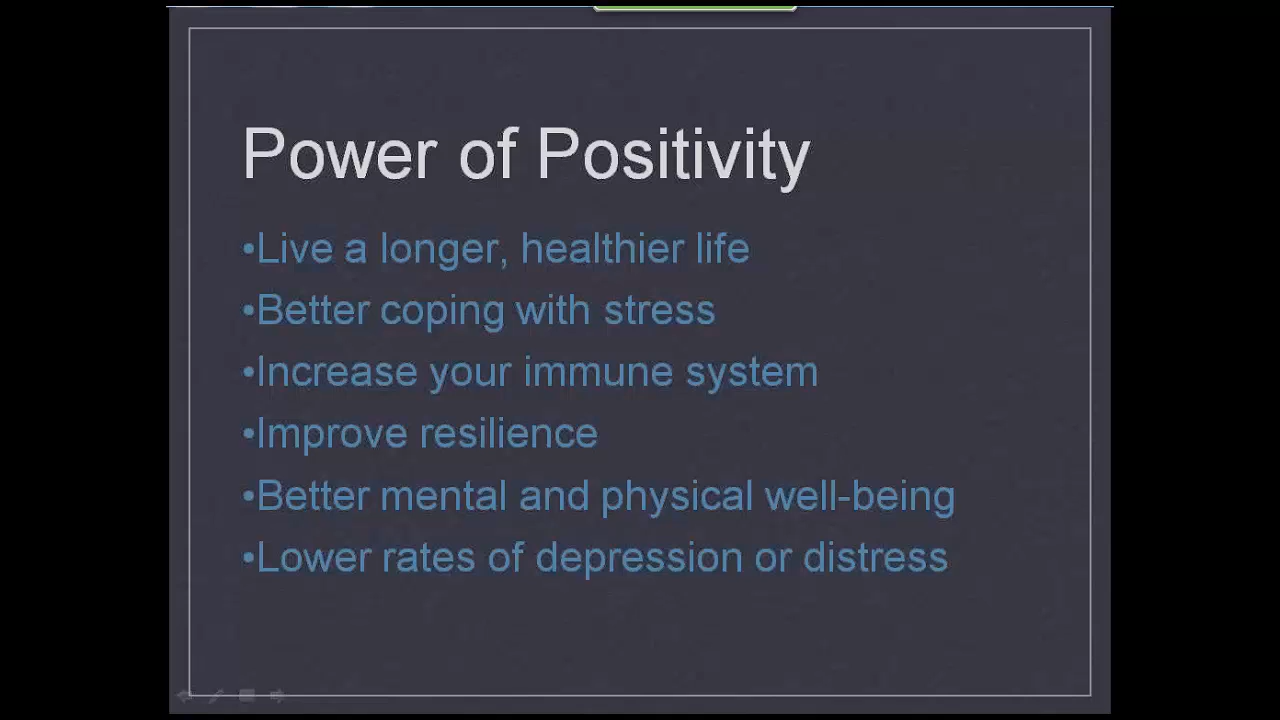 Power of Positivity
•Live a longer, healthier life
•Better coping with stress
•Increase your immune system
•Improve resilience
•Better mental and physical well-being
•Lower rates of depression or distress